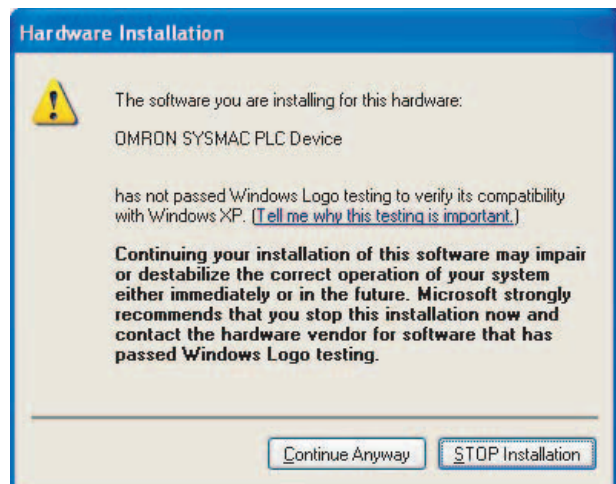 Hardware Installation
The software you are installing for this hardware:
OMRON SYSMAC PLC Device
has not passed Windows Logo testing to verify its compatibility
with Windows XP. (Tell me why this testing is important.)
Continuing your installation of this software may impair
or destabilize the correct operation of your system
either immediately or in the future. Microsoft strongly
recommends that you stop this installation now and
contact the hardware vendor for software that has
passed Windows Logo testing.
Continue Anyway
STOP Installation